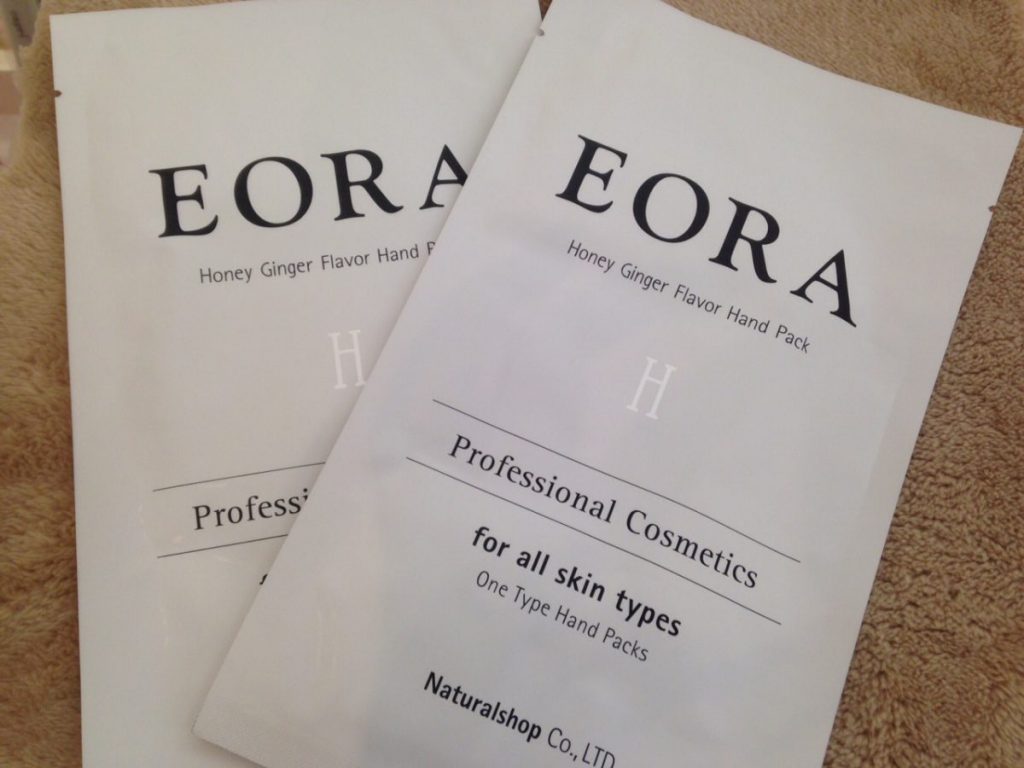 EORA
Honey Ginger Flavor Hand
H
Professi
EORA
Honey Ginger Flavor Hand Pack
H
Professional Cosmetics
for all skin types
One Type Hand Packs
Naturalshop Co., LTD